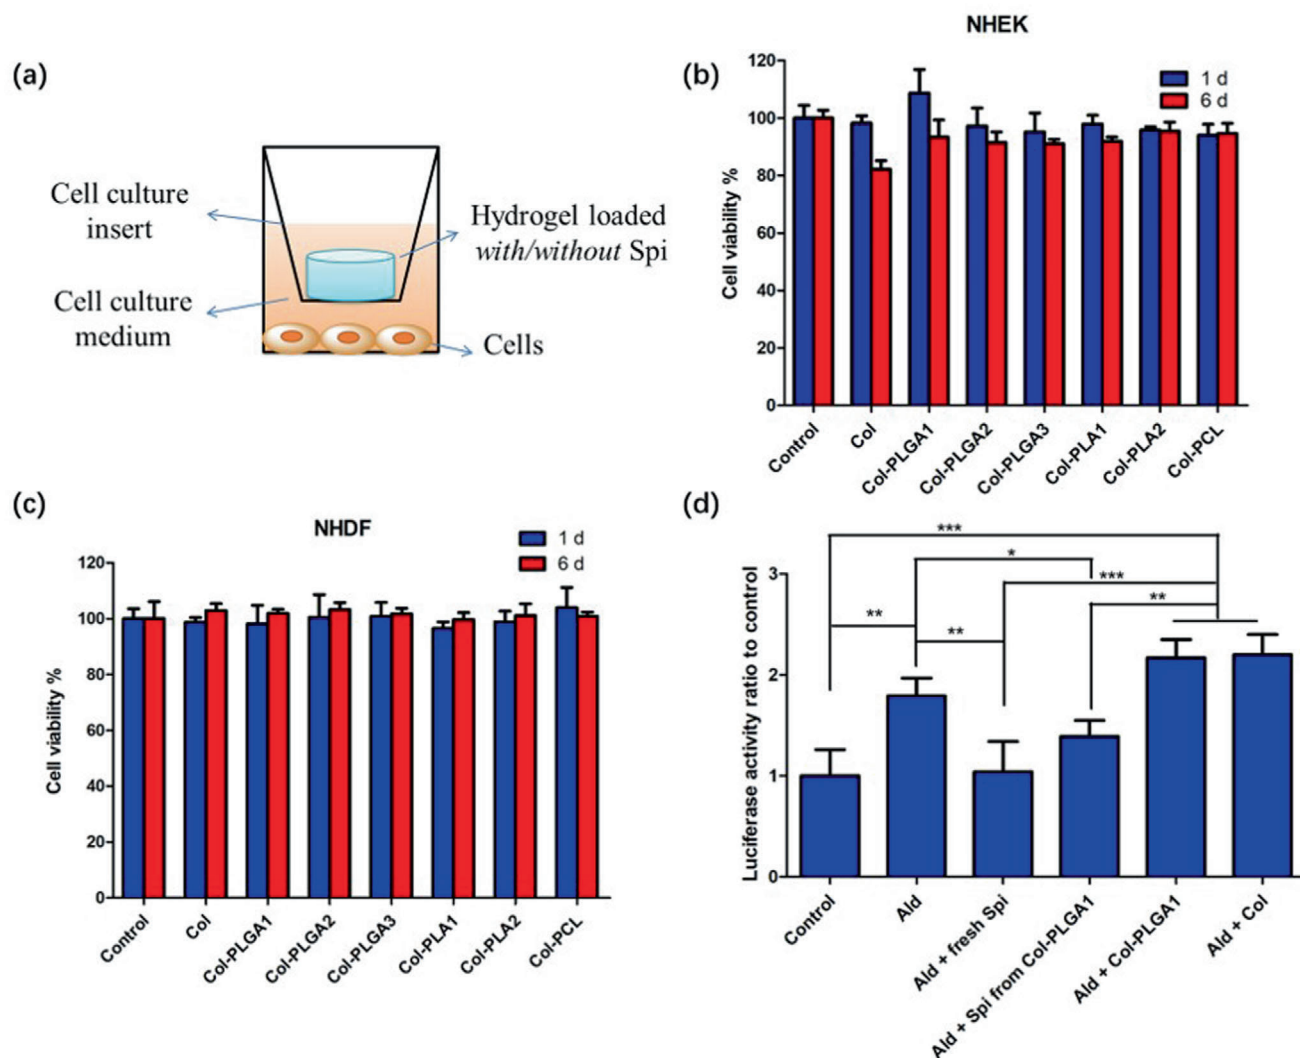 (a)
Cell culture
insert
Cell culture
medium
Hydrogel loaded
with/without Spi
Cells
(b)
NHEK
1 d
6 d
Cell viability %
120
100
80
60
40
20
0
Control
Col
Col-PLGA1
Col-PLGA2
Col-PLGA3
Col-PLA1
Col-PLA2
Col-PCL
(c)
NHDF
1 d
6 d
Cell viability %
120
100
80
60
40
20
0
Control
Col
Col-PLGA1
Col-PLGA2
Col-PLGA3
Col-PLA1
Col-PLA2
Col-PCL
(d)
***
*
***
**
**
**
Luciferase activity ratio to control
3
2
1
0
Control
Ald
Ald + fresh Spi
Ald + Spi from Col-PLGA1
Ald + Col-PLGA1
Ald + Col